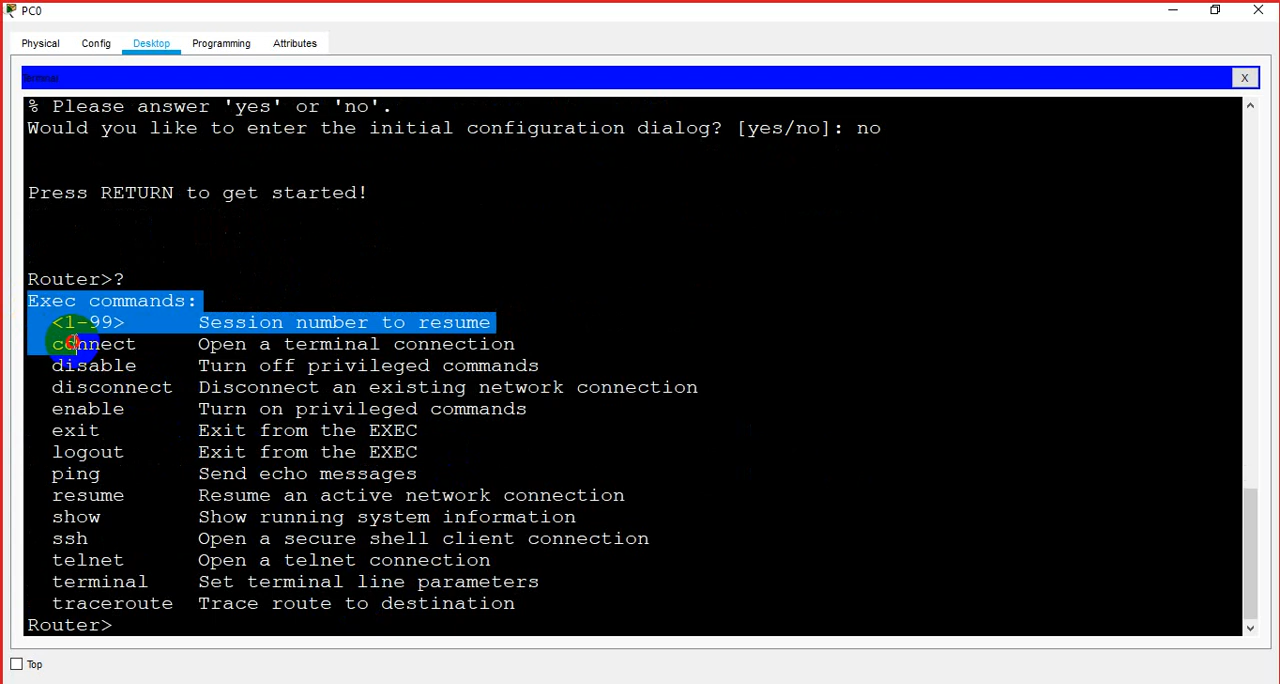 PC0
Physical Config Desktop Programming Attributes
Terminal
X
% Please answer 'yes' or 'no'.
Would you like to enter the initial configuration dialog? [yes/no]: no
Press RETURN to get started!
Router>?
Exec commands:
<1-99> Session number to resume
connect Open a terminal connection
disable Turn off privileged commands
disconnect Disconnect an existing network connection
enable Turn on privileged commands
exit Exit from the EXEC
logout Exit from the EXEC
ping Send echo messages
resume Resume an active network connection
show Show running system information
ssh Open a secure shell client connection
telnet Open a telnet connection
terminal Set terminal line parameters
traceroute Trace route to destination
Router>
Top